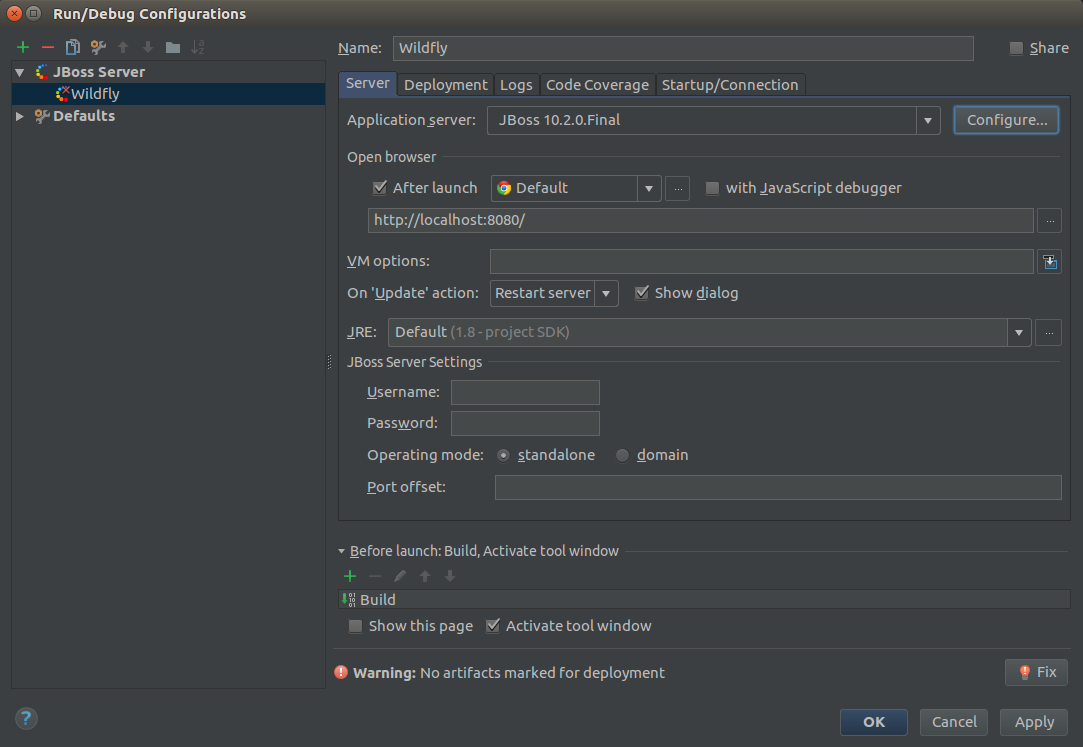 Run/Debug Configurations
Name: Wildfly Share
JBoss Server
Wildfly
Defaults
Server Deployment Logs Code Coverage Startup/Connection
Application server: JBoss 10.2.0.Final Configure...
Open browser
After launch Default ... with JavaScript debugger
http://localhost:8080/ ...
VM options:
On 'Update' action: Restart server Show dialog
JRE: Default (1.8 - project SDK) ...
JBoss Server Settings
Username:
Password:
Operating mode: standalone domain
Port offset:
Before launch: Build, Activate tool window
Build
Show this page Activate tool window
Warning: No artifacts marked for deployment Fix
? OK Cancel Apply